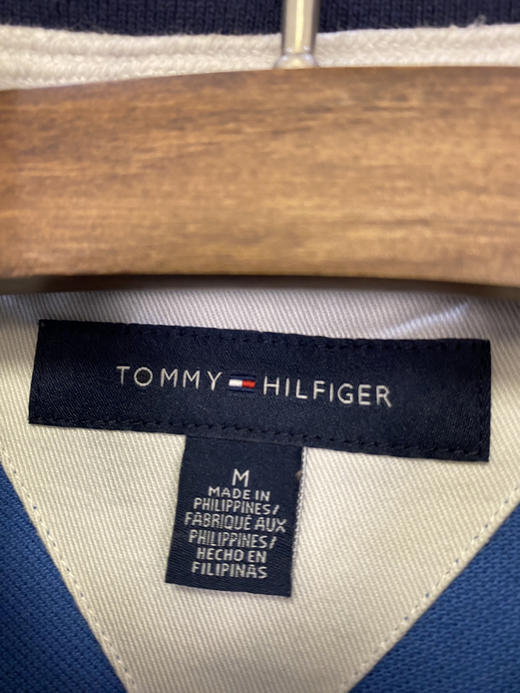 TOMMY HILFIGER
M
MADE IN
PHILIPPINES/
FABRIQUÉ AUX
PHILIPPINES/
HECHO EN
FILIPINAS